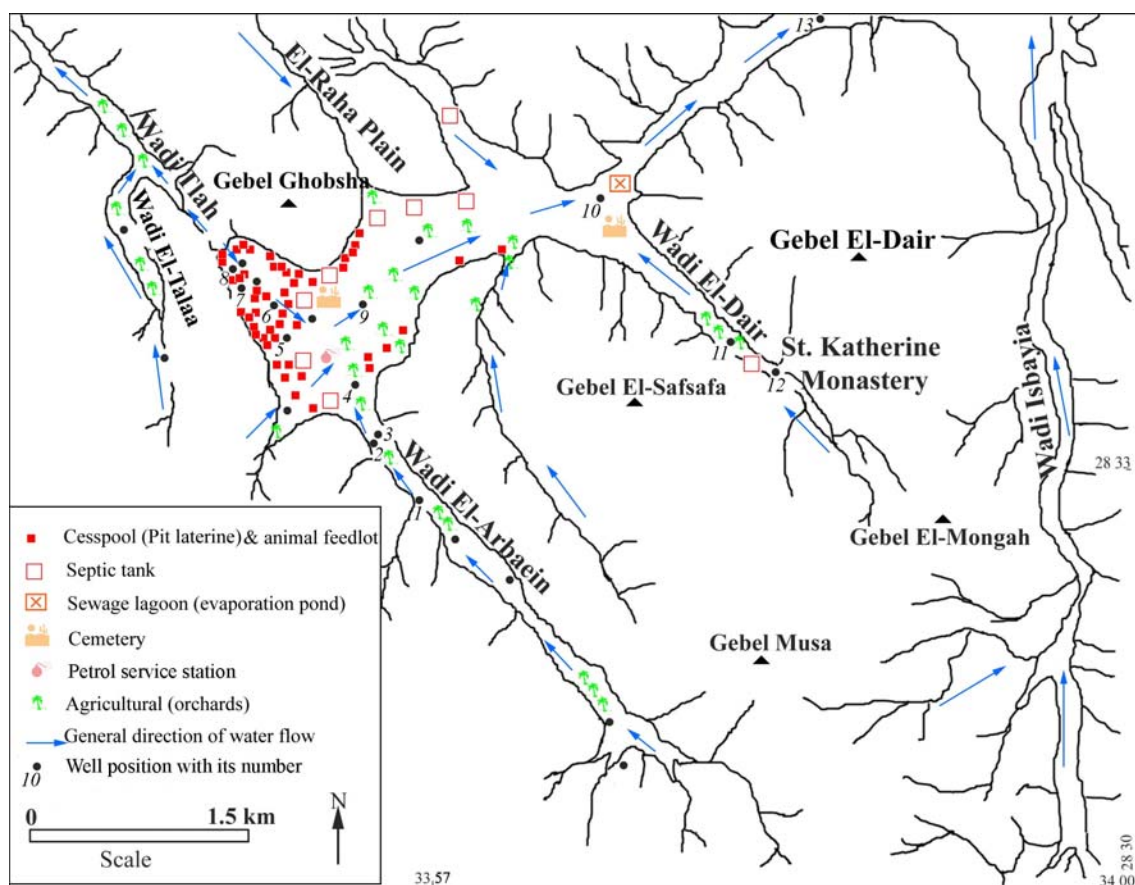 13
El-Raha Plain
Wadi Tlah
Gebel Ghobsha
Wadi El-Talaa
10
Wadi El-Dair
Gebel El-Dair
8
7
6
9
5
11
St. Katherine
Monastery
12
Gebel El-Safsafa
4
Wadi Isbayia
3
2
Wadi El-Arbaein
28 33
1
Gebel El-Mongah
Gebel Musa
Cesspool (Pit laterine) & animal feedlot
Septic tank
Sewage lagoon (evaporation pond)
Cemetery
Petrol service station
Agricultural (orchards)
General direction of water flow
10 Well position with its number
0 1.5 km
Scale
N
33,57
28 30
34 00